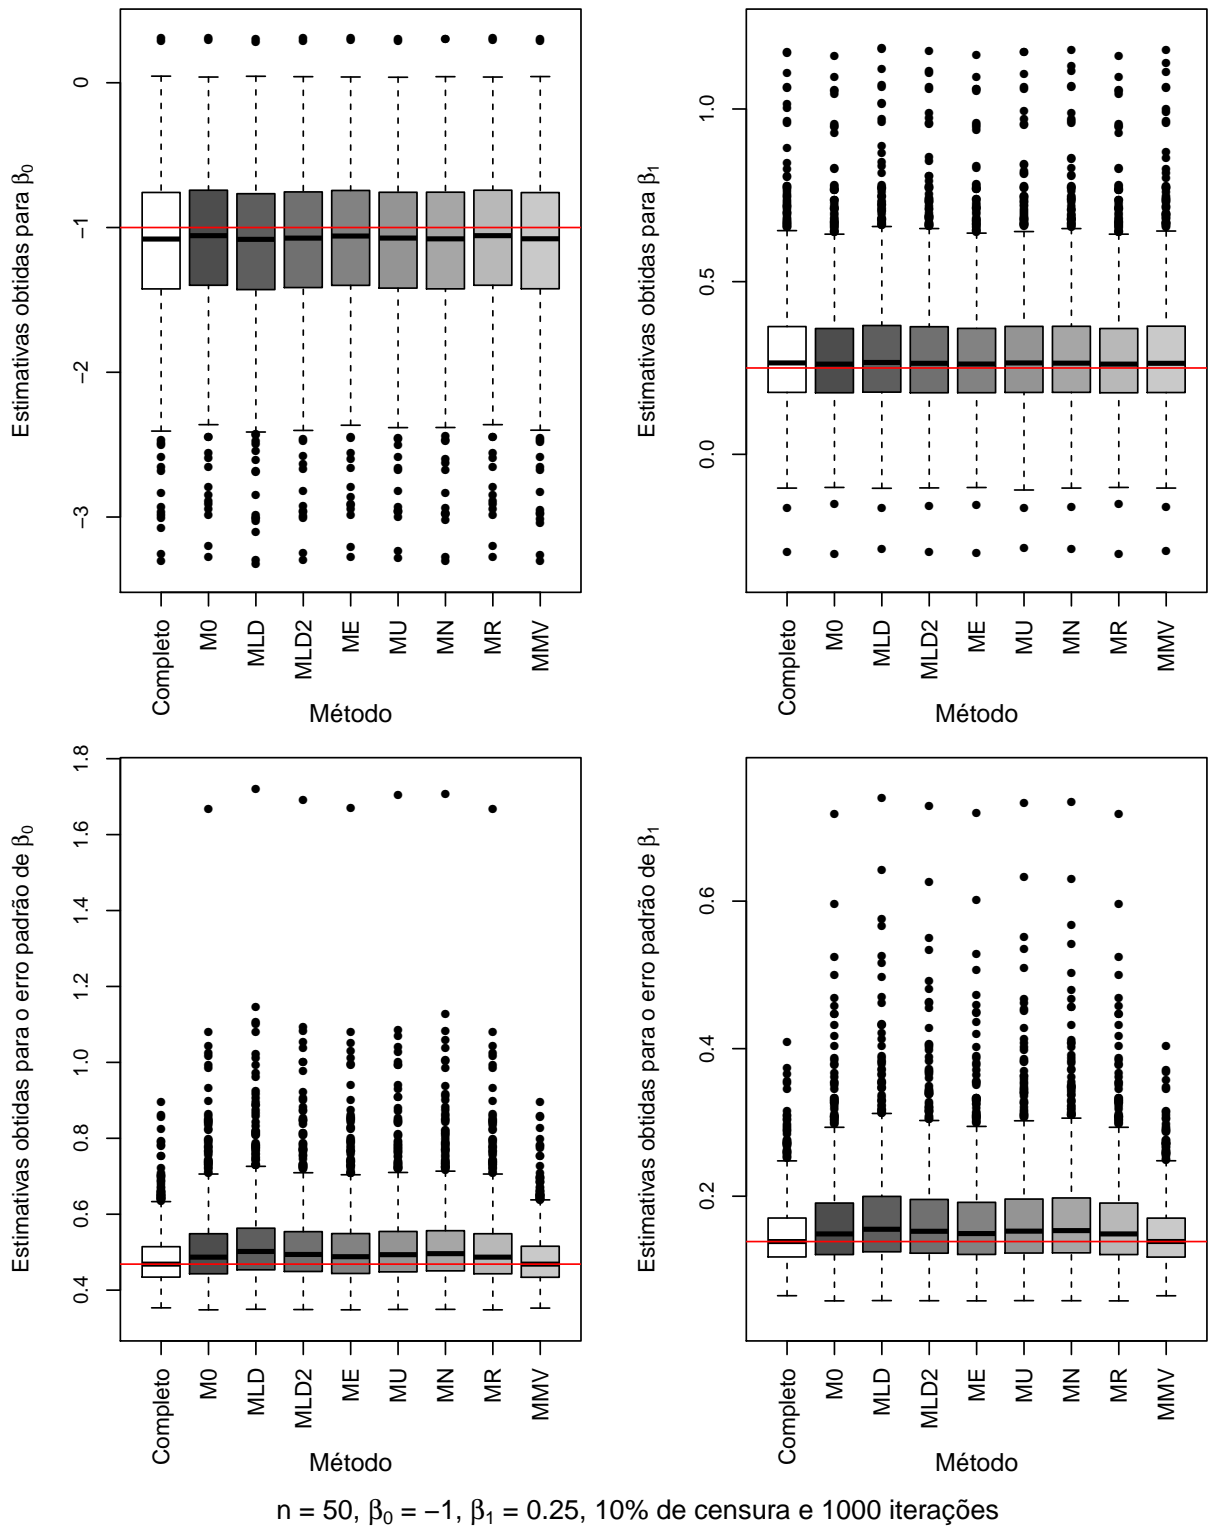 Estimativas obtidas para β0
0
−1
−2
−3
Completo
M0
MLD
MLD2
ME
MU
MN
MR
MMV
Método
Estimativas obtidas para β1
1.0
0.5
0.0
Completo
M0
MLD
MLD2
ME
MU
MN
MR
MMV
Método
Estimativas obtidas para o erro padrão de β0
1.8
1.6
1.4
1.2
1.0
0.8
0.6
0.4
Completo
M0
MLD
MLD2
ME
MU
MN
MR
MMV
Método
Estimativas obtidas para o erro padrão de β1
0.6
0.4
0.2
Completo
M0
MLD
MLD2
ME
MU
MN
MR
MMV
Método
n = 50, β0 = −1, β1 = 0.25, 10% de censura e 1000 iterações